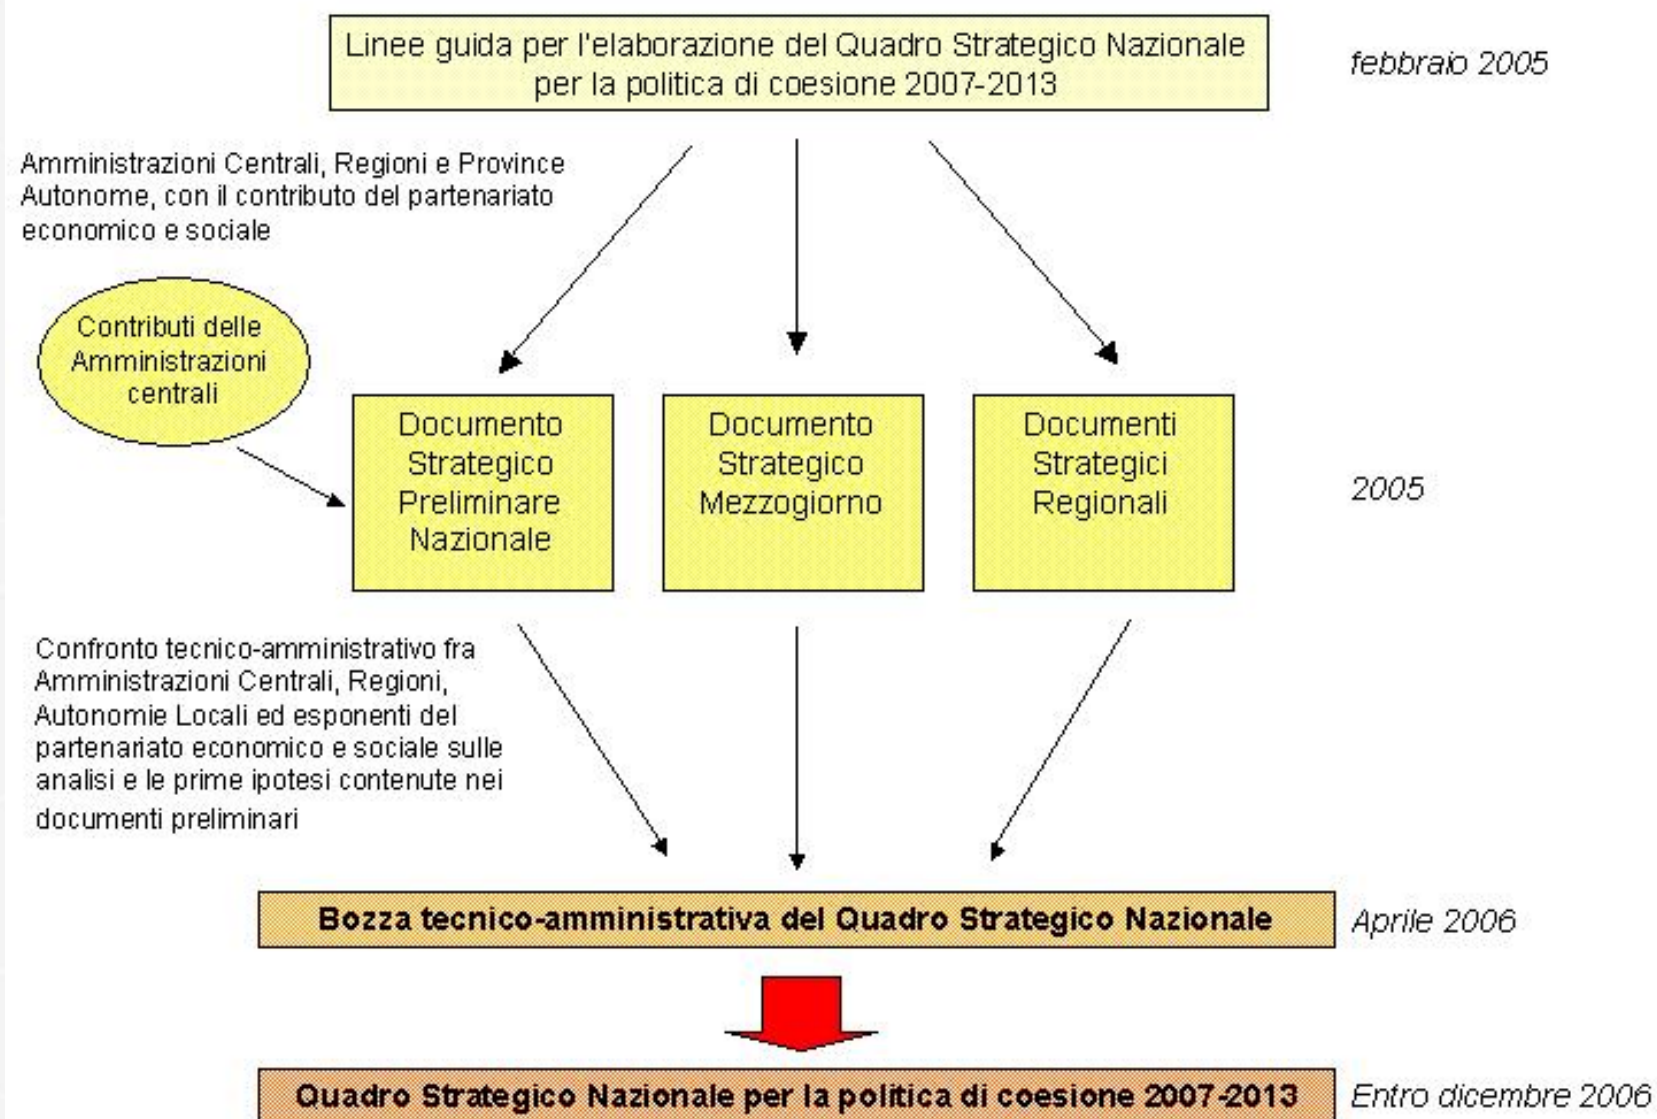 Linee guida per l'elaborazione del Quadro Strategico Nazionale
per la politica di coesione 2007-2013
febbraio 2005
Amministrazioni Centrali, Regioni e Province
Autonome, con il contributo del partenariato
economico e sociale
Contributi delle
Amministrazioni
centrali
Documento
Strategico
Preliminare
Nazionale
Documento
Strategico
Mezzogiorno
Documenti
Strategici
Regionali
2005
Confronto tecnico-amministrativo fra
Amministrazioni Centrali, Regioni,
Autonomie Locali ed esponenti del
partenariato economico e sociale sulle
analisi e le prime ipotesi contenute nei
documenti preliminari
Bozza tecnico-amministrativa del Quadro Strategico Nazionale
Aprile 2006
Quadro Strategico Nazionale per la politica di coesione 2007-2013
Entro dicembre 2006